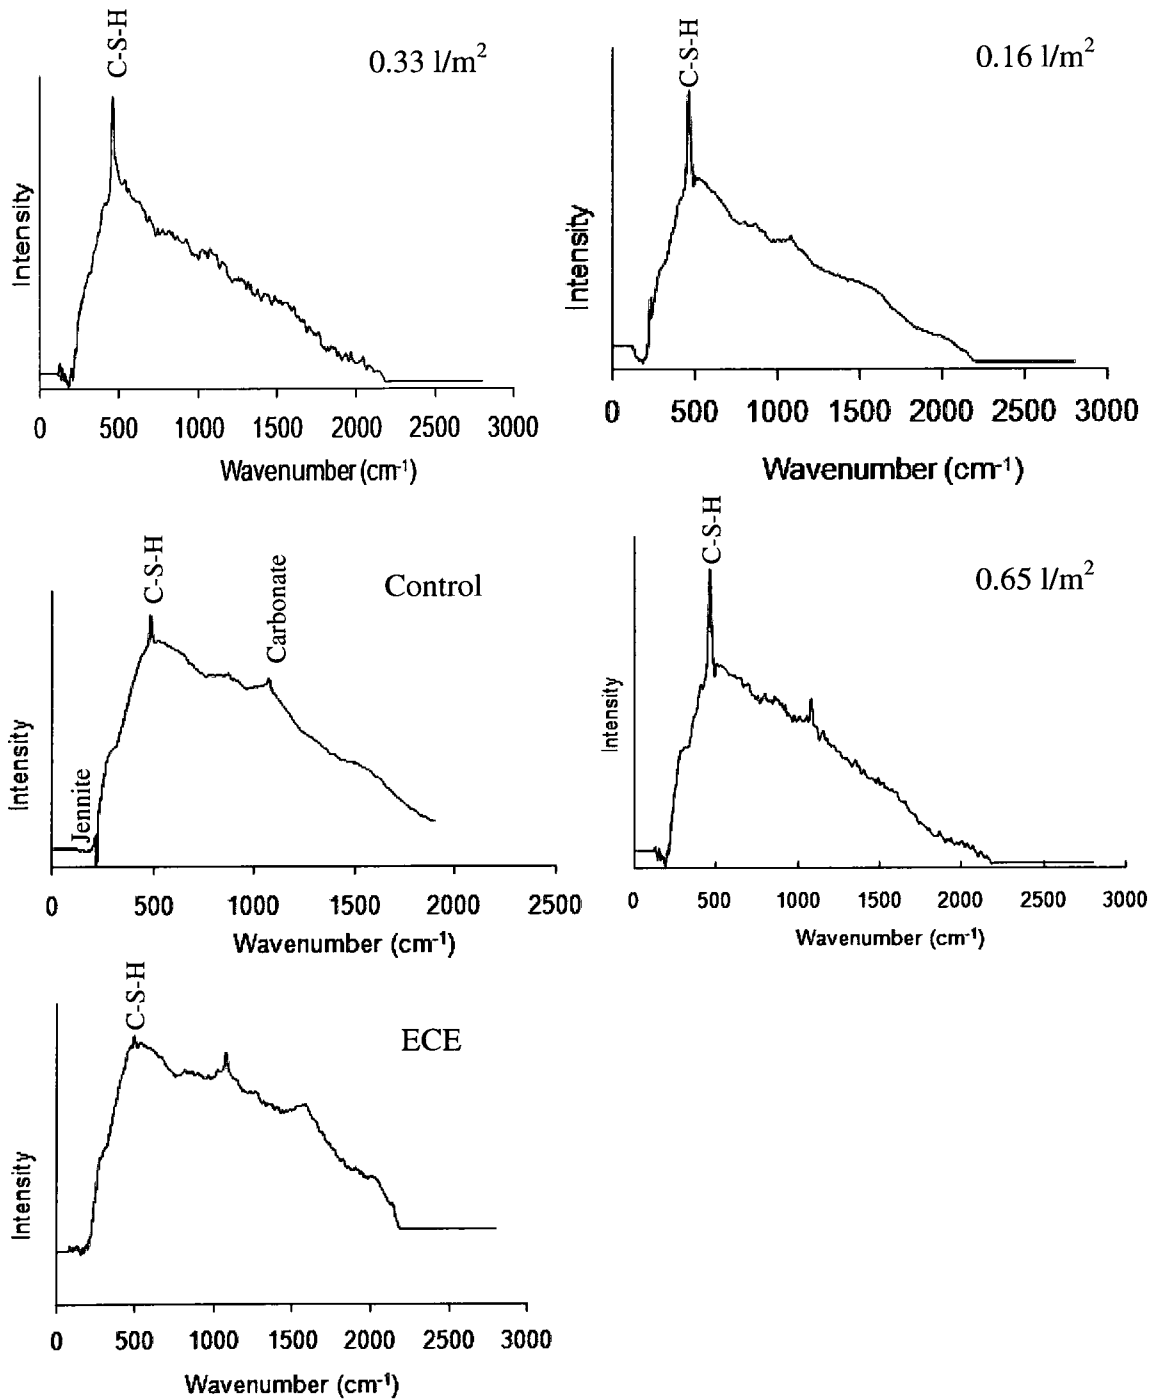 C-S-H
0.33 l/m²
Intensity
0 500 1000 1500 2000 2500 3000
Wavenumber (cm⁻¹)
C-S-H
0.16 l/m²
Intensity
0 500 1000 1500 2000 2500 3000
Wavenumber (cm⁻¹)
C-S-H
Control
Carbonate
Jennite
Intensity
0 500 1000 1500 2000 2500
Wavenumber (cm⁻¹)
C-S-H
0.65 l/m²
Intensity
0 500 1000 1500 2000 2500 3000
Wavenumber (cm⁻¹)
C-S-H
ECE
Intensity
0 500 1000 1500 2000 2500 3000
Wavenumber (cm⁻¹)